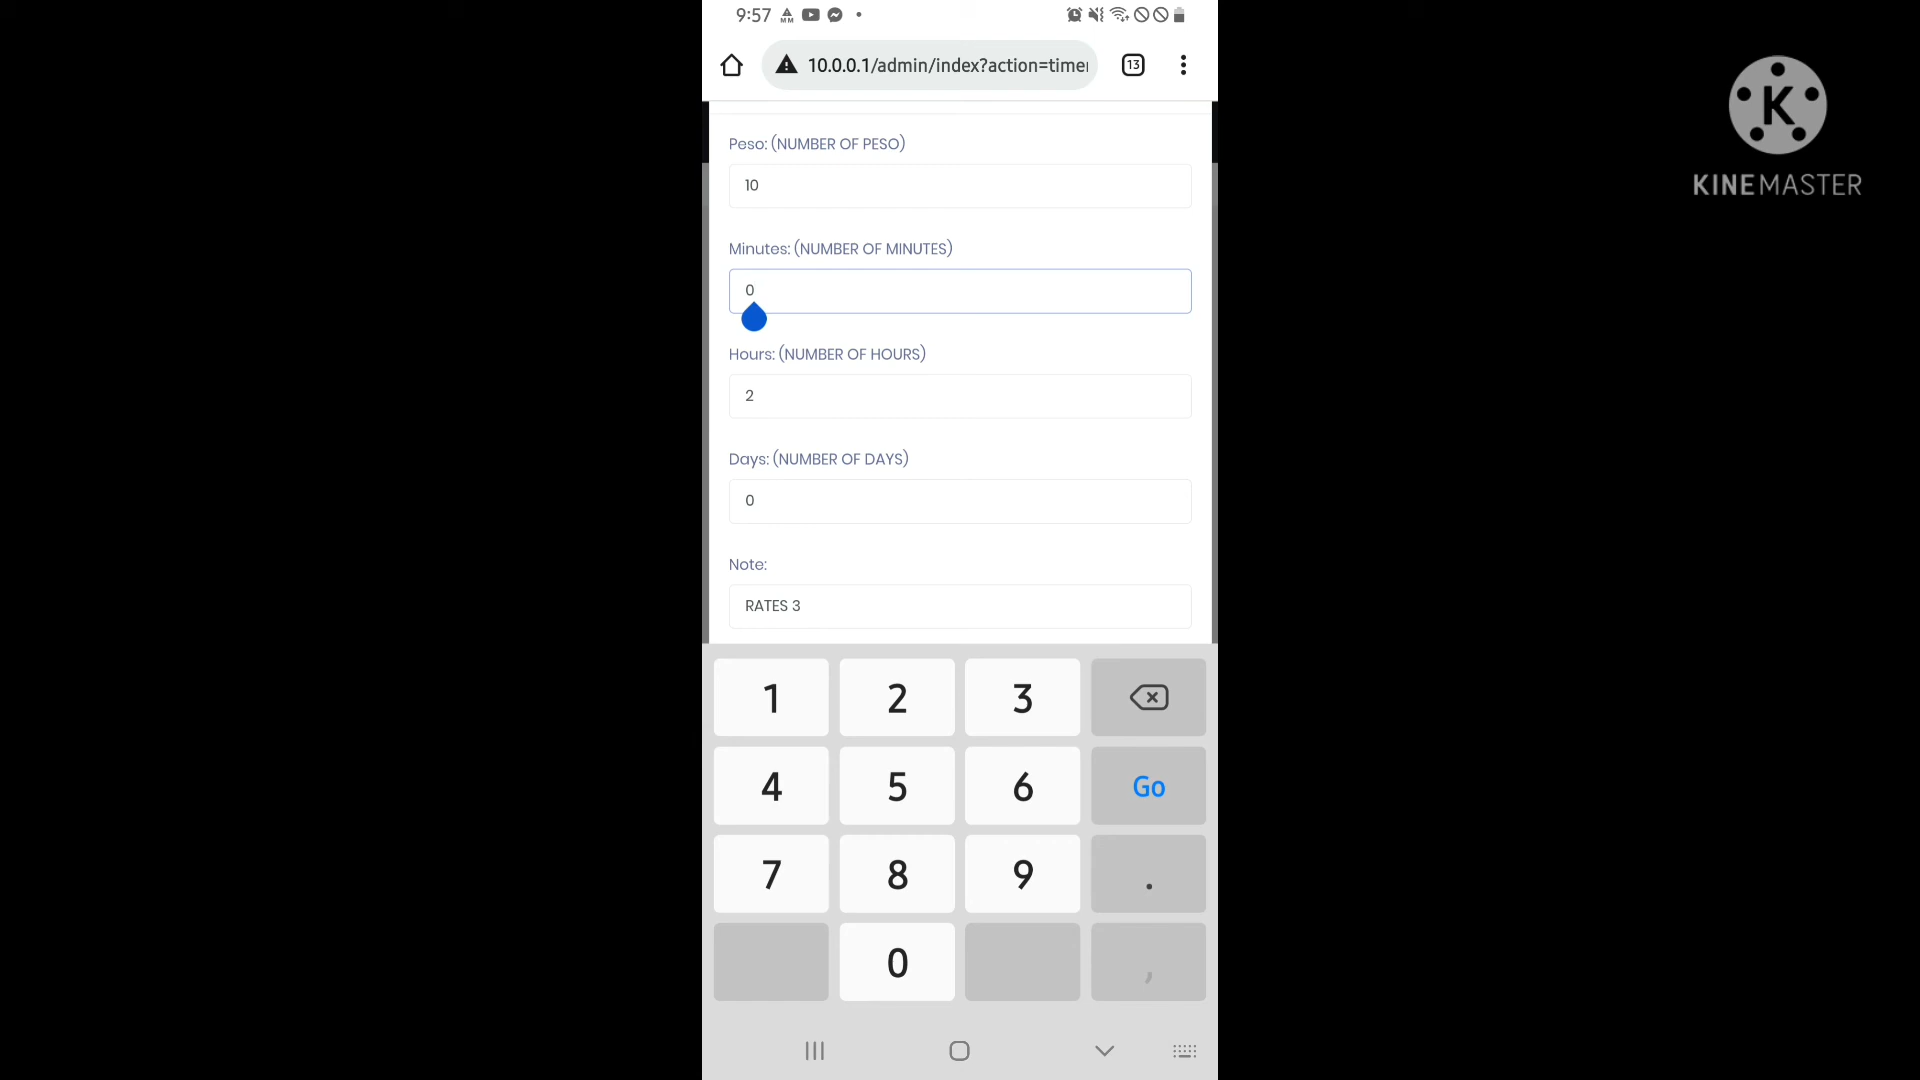 9:57
10.0.0.1/admin/index?action=timer
13
K
KINEMASTER
Peso: (NUMBER OF PESO)
10
Minutes: (NUMBER OF MINUTES)
0
Hours: (NUMBER OF HOURS)
2
Days: (NUMBER OF DAYS)
0
Note:
RATES 3
1 2 3
4 5 6 Go
7 8 9 .
0 ,